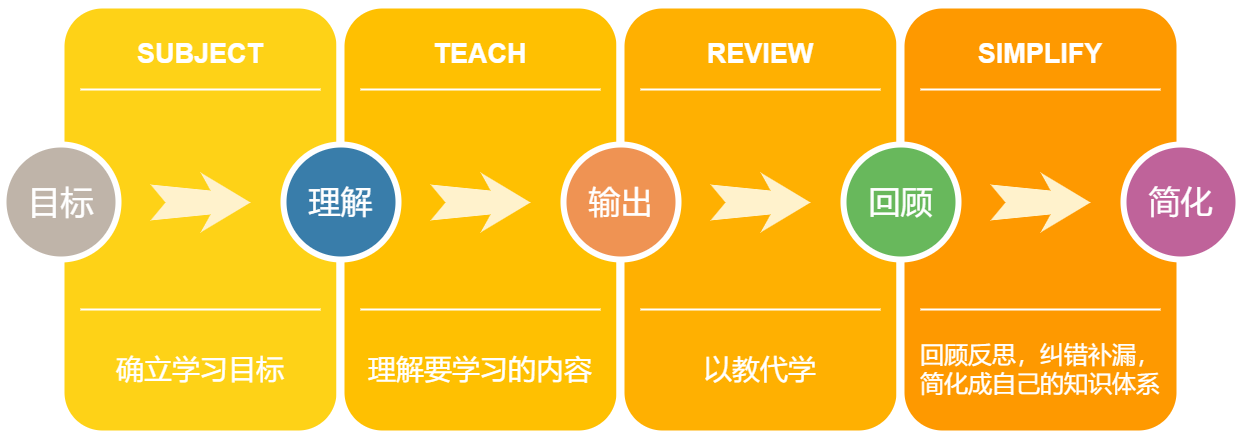 SUBJECT
TEACH
REVIEW
SIMPLIFY
目标
理解
输出
回顾
简化
确立学习目标
理解要学习的内容
以教代学
回顾反思，纠错补漏，
简化成自己的知识体系